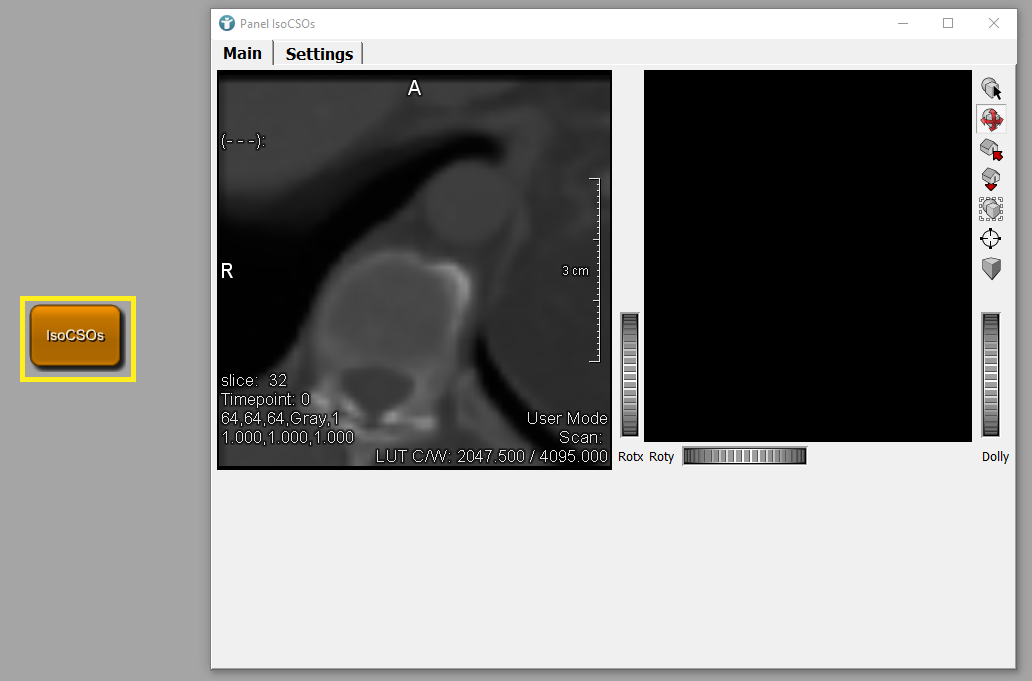 Panel IsoCSOs
Main
Settings
A
(---):
R
3 cm
IsoCSOs
slice: 32
Timepoint: 0
64,64,64,Gray,1
1.000,1.000,1.000
User Mode
Scan:
LUT C/W: 2047.500 / 4095.000
Rotx Roty
Dolly